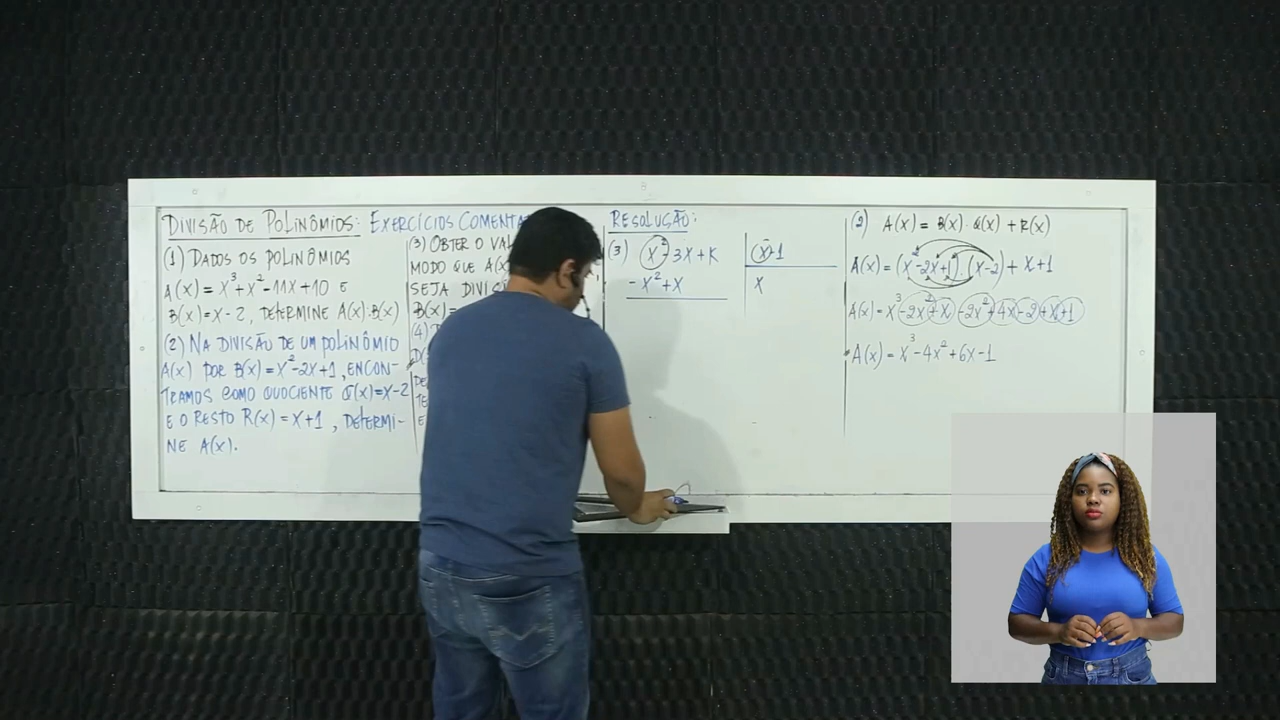 DIVISÃO DE POLINÔMIOS: EXERCÍCIOS
(1) DADOS OS POLINÔMIOS
A(X) = X³+X²-11X+10 E
B(X)=X-2, DETERMINE A(X).B(X)
(2) NA DIVISÃO DE UM POLINÔMIO
A(X) POR B(X)=X²-2X+1, ENCON-
TRAMOS COMO QUOCIENTE Q(X)=X-2
E O RESTO R(X)=X+1, DETERMI-
NE A(X).
(3) OBTER O
MODO QUE
SEJA
B(X)=
(4)
RESOLUÇÃO:
(3) X²-3X+K | X-1
-X²+X | X
(2) A(X) = B(X).Q(X) + R(X)
A(X) = (X²-2X+1).(X-2) + X+1
A(X) = X³-2X²+X-2X²+4X-2+X+1
A(X) = X³-4X²+6X-1